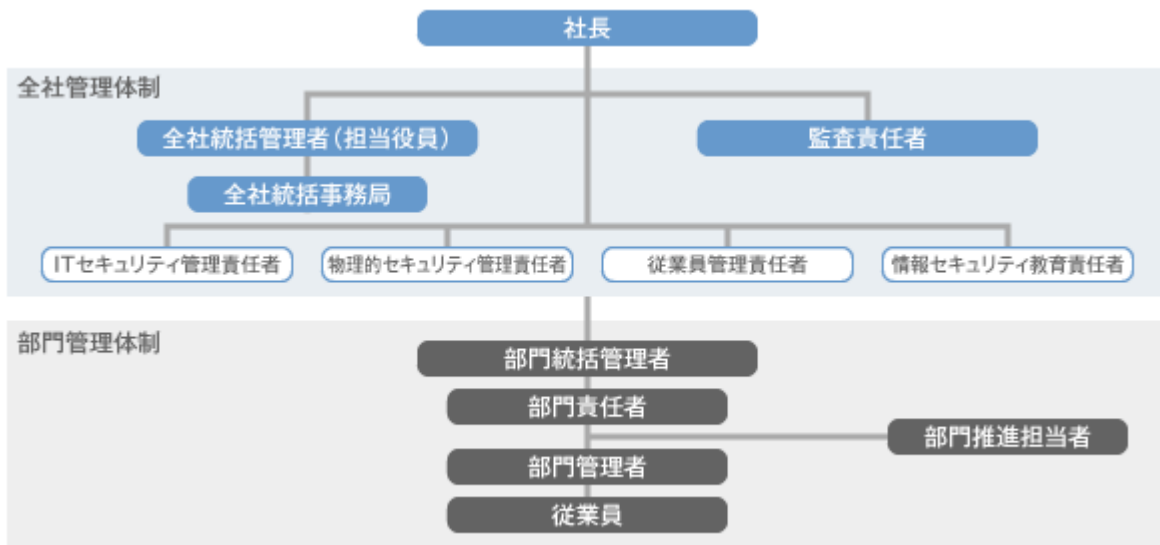 社長
全社管理体制
全社統括管理者(担当役員)
監査責任者
全社統括事務局
ITセキュリティ管理責任者
物理的セキュリティ管理責任者
従業員管理責任者
情報セキュリティ教育責任者
部門管理体制
部門統括管理者
部門責任者
部門推進担当者
部門管理者
従業員